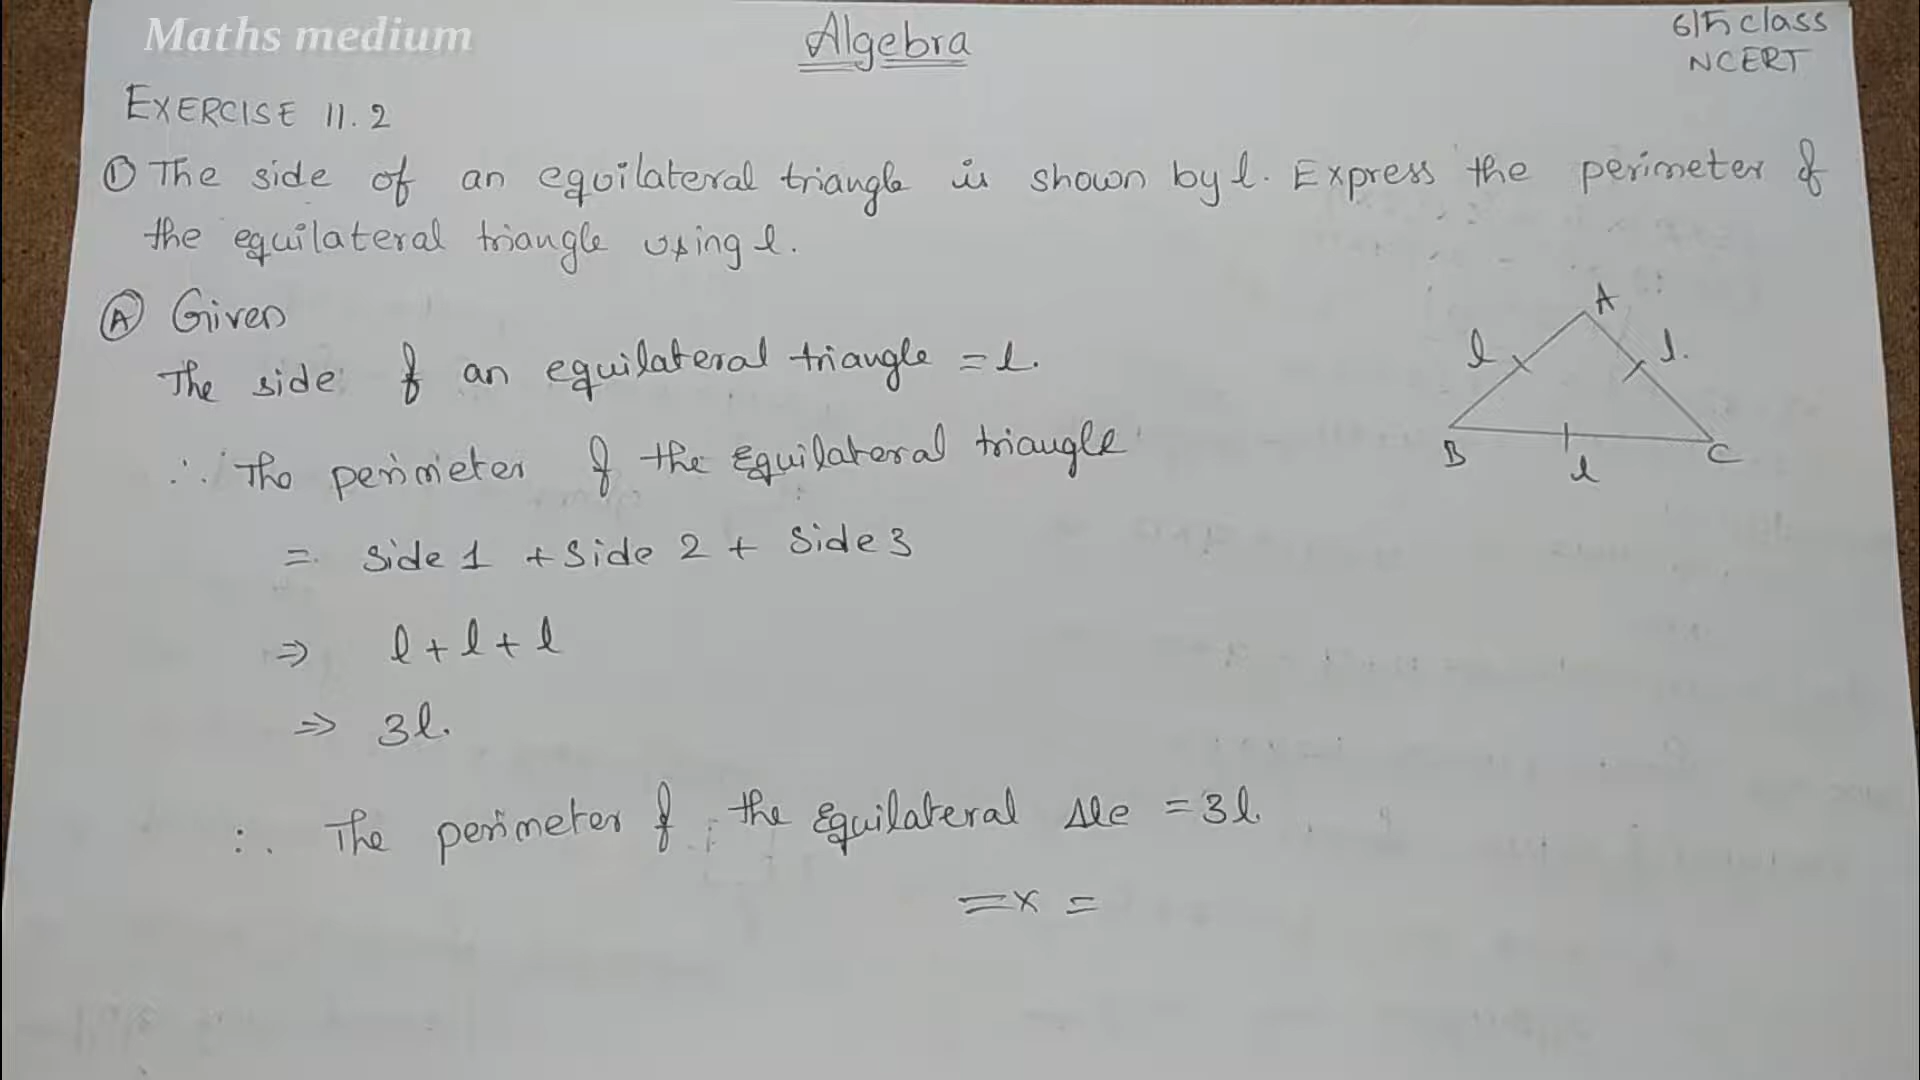 Maths medium
Algebra
6th class
NCERT
EXERCISE 11.2
① The side of an equilateral triangle is shown by l. Express the perimeter of
the equilateral triangle using l.
Ⓐ Given
The side of an equilateral triangle = l.
∴ The perimeter of the equilateral triangle
= side 1 + side 2 + side 3
⇒ l + l + l
⇒ 3l.
∴ The perimeter of the equilateral Δle = 3l.
= x =
A
l
l.
B
l
C